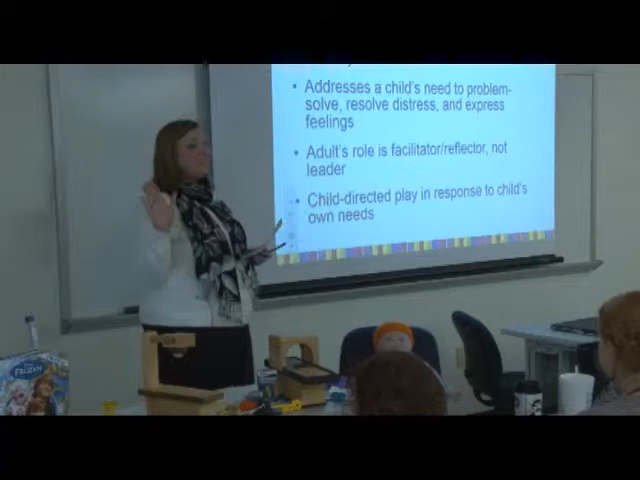 • Addresses a child's need to problem-
solve, resolve distress, and express
feelings
• Adult's role is facilitator/reflector, not
leader
• Child-directed play in response to child's
own needs
FROZEN